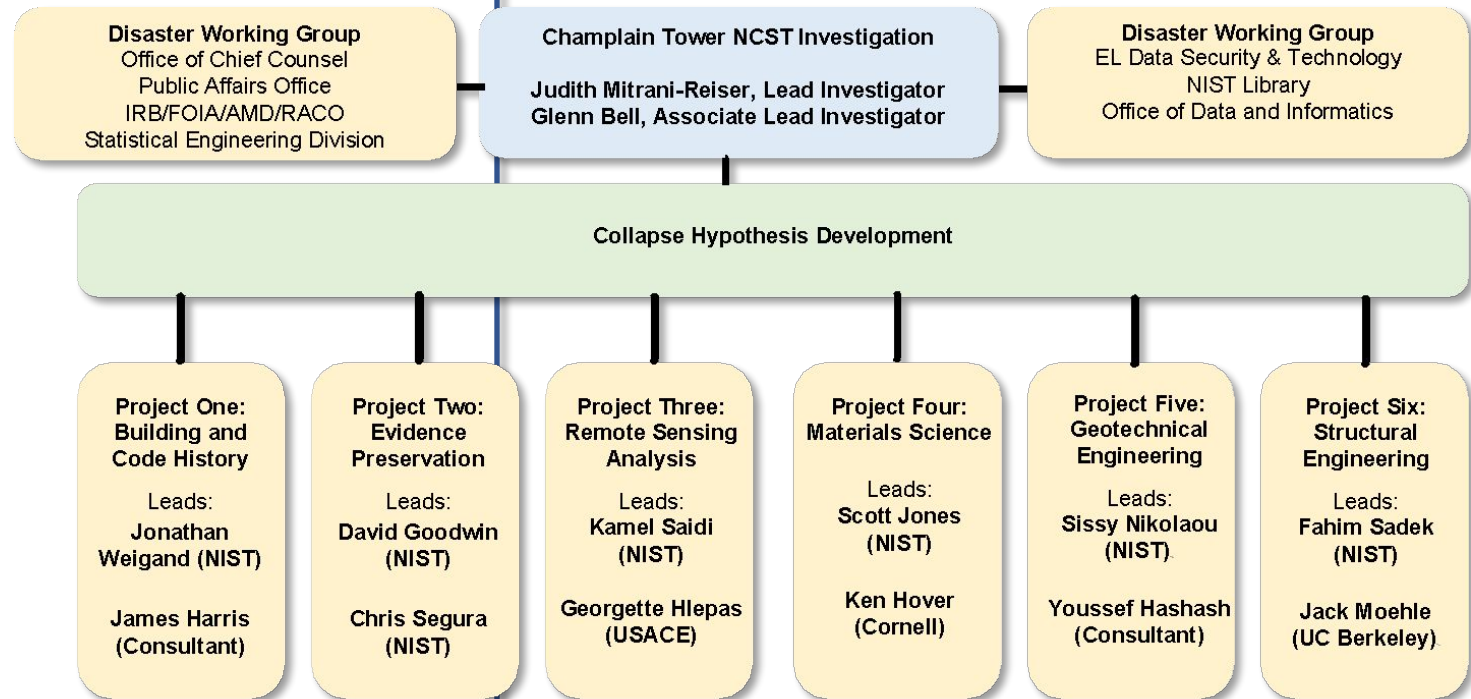 Disaster Working Group
Office of Chief Counsel
Public Affairs Office
IRB/FOIA/AMD/RACO
Statistical Engineering Division
Champlain Tower NCST Investigation
Judith Mitrani-Reiser, Lead Investigator
Glenn Bell, Associate Lead Investigator
Disaster Working Group
EL Data Security & Technology
NIST Library
Office of Data and Informatics
Collapse Hypothesis Development
Project One:
Building and
Code History
Leads:
Jonathan
Weigand (NIST)
James Harris
(Consultant)
Project Two:
Evidence
Preservation
Leads:
David Goodwin
(NIST)
Chris Segura
(NIST)
Project Three:
Remote Sensing
Analysis
Leads:
Kamel Saidi
(NIST)
Georgette Hlepas
(USACE)
Project Four:
Materials Science
Leads:
Scott Jones
(NIST)
Ken Hover
(Cornell)
Project Five:
Geotechnical
Engineering
Leads:
Sissy Nikolaou
(NIST)
Youssef Hashash
(Consultant)
Project Six:
Structural
Engineering
Leads:
Fahim Sadek
(NIST)
Jack Moehle
(UC Berkeley)